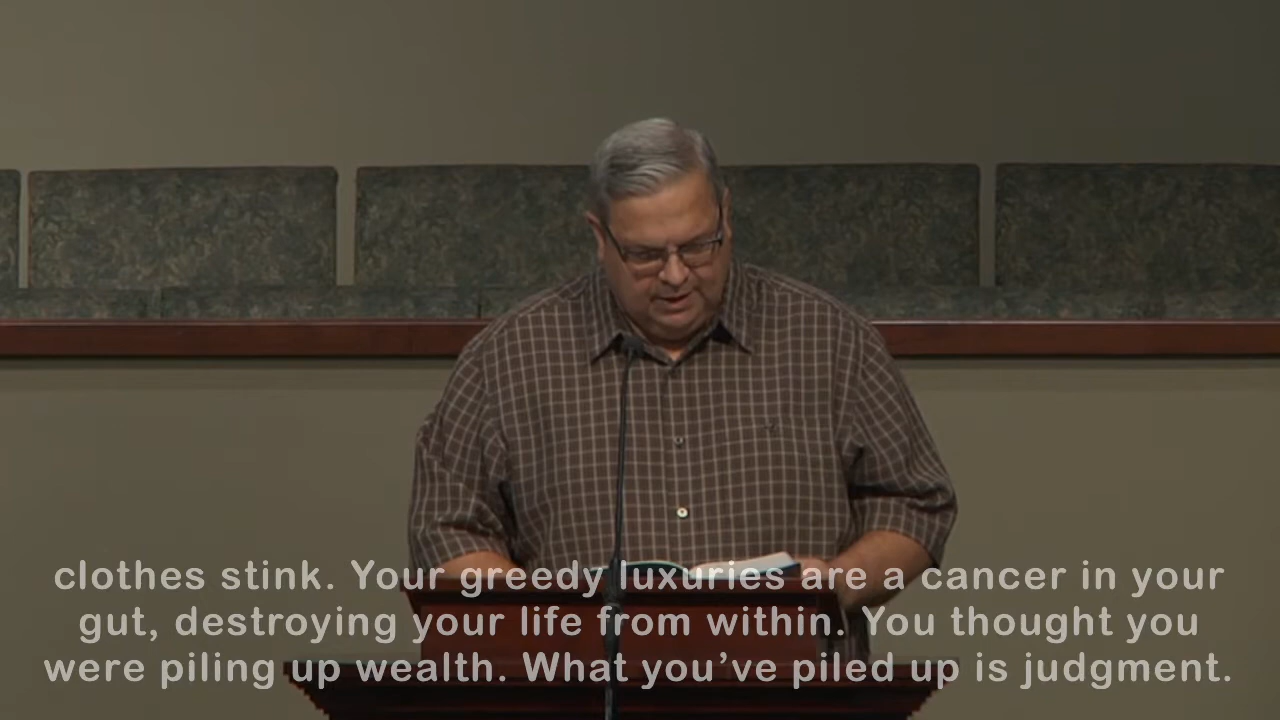 clothes stink. Your greedy luxuries are a cancer in your
gut, destroying your life from within. You thought you
were piling up wealth. What you’ve piled up is judgment.